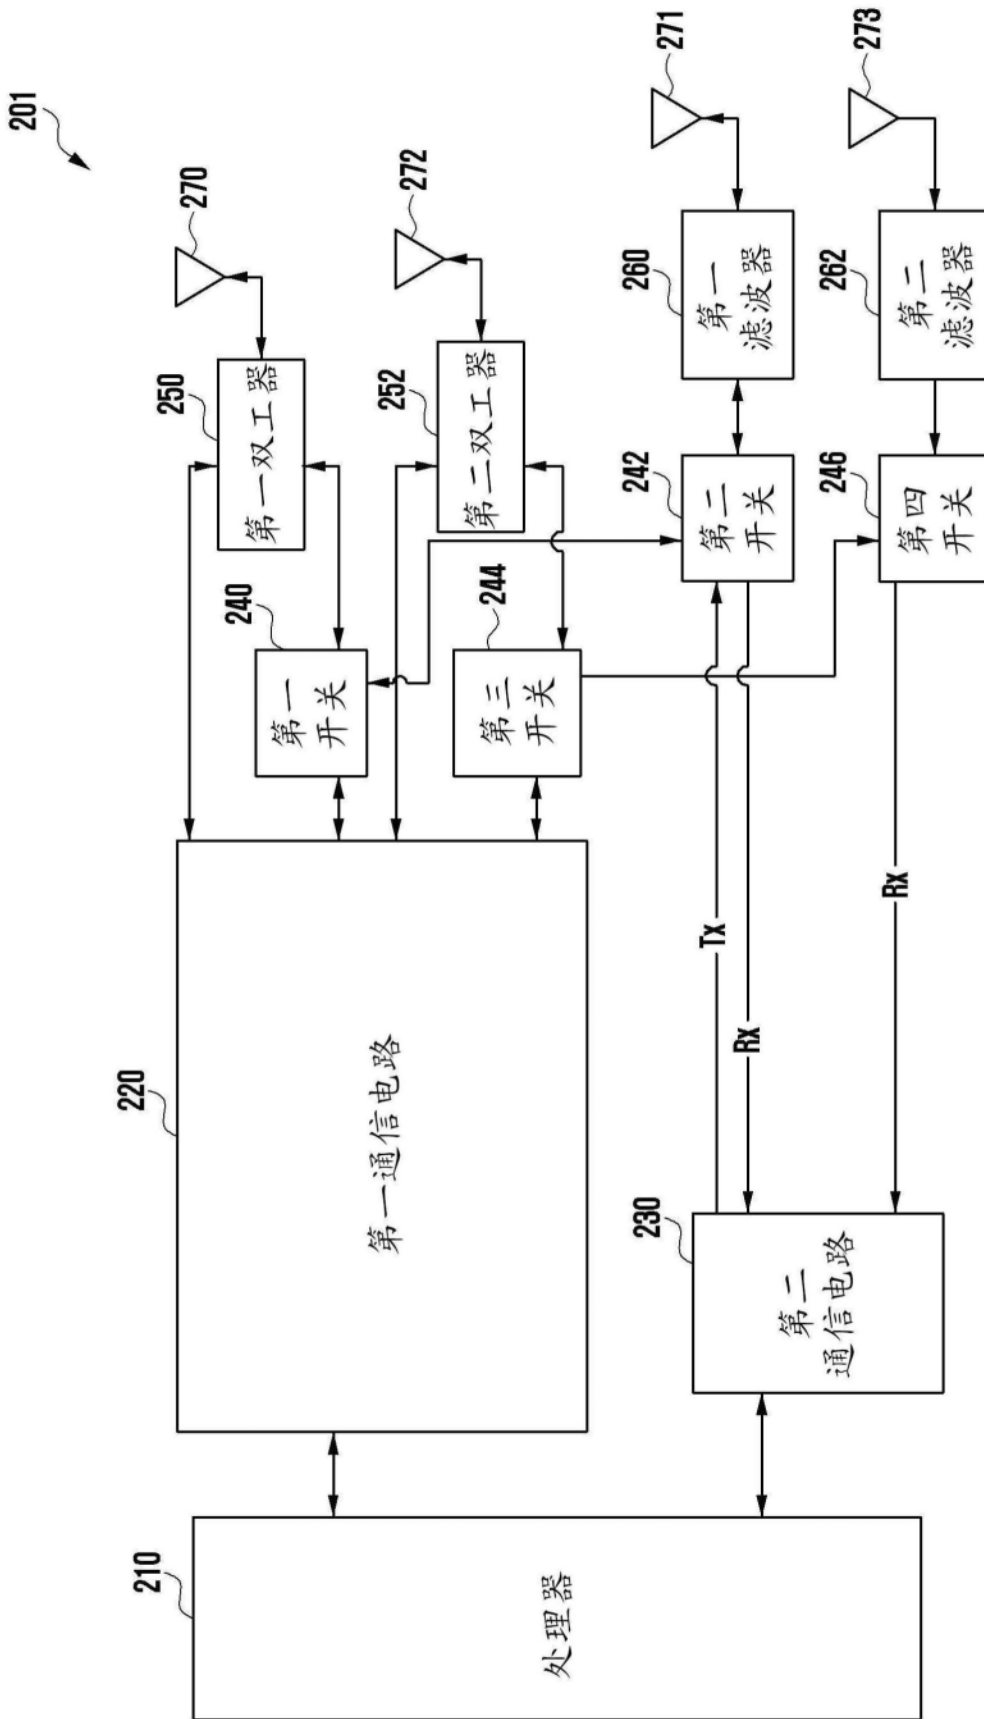 201
210
处理器
220
第一通信电路
230
第二
通信电路
240
第一
开关
250
第一双工器
270
244
第三
开关
252
第二双工器
272
Tx
Rx
242
第二
开关
260
第一
滤波器
271
Rx
246
第四
开关
262
第二
滤波器
273